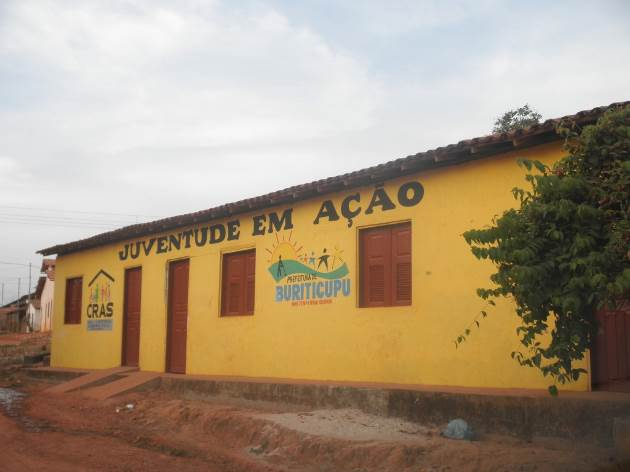 JUVENTUDE EM AÇÃO
CRAS
PREFEITURA DE
BURITICUPU